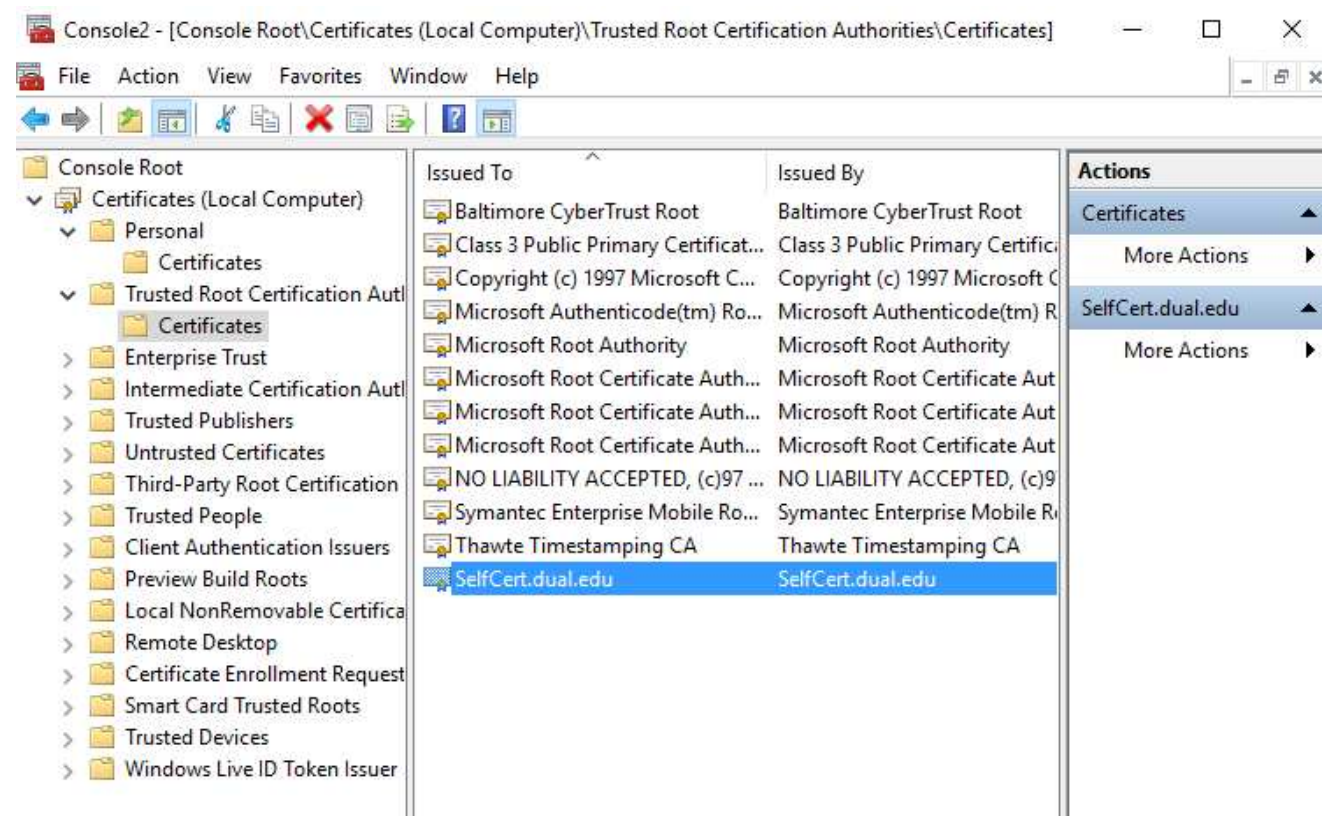 Console2 - [Console Root\Certificates (Local Computer)\Trusted Root Certification Authorities\Certificates]
File Action View Favorites Window Help
Console Root
Certificates (Local Computer)
Personal
Certificates
Trusted Root Certification Autl
Certificates
Enterprise Trust
Intermediate Certification Autl
Trusted Publishers
Untrusted Certificates
Third-Party Root Certification
Trusted People
Client Authentication Issuers
Preview Build Roots
Local NonRemovable Certifica
Remote Desktop
Certificate Enrollment Request
Smart Card Trusted Roots
Trusted Devices
Windows Live ID Token Issuer
Issued To Issued By
Baltimore CyberTrust Root Baltimore CyberTrust Root
Class 3 Public Primary Certificat... Class 3 Public Primary Certifica
Copyright (c) 1997 Microsoft C... Copyright (c) 1997 Microsoft C
Microsoft Authenticode(tm) Ro... Microsoft Authenticode(tm) R
Microsoft Root Authority Microsoft Root Authority
Microsoft Root Certificate Auth... Microsoft Root Certificate Aut
Microsoft Root Certificate Auth... Microsoft Root Certificate Aut
Microsoft Root Certificate Auth... Microsoft Root Certificate Aut
NO LIABILITY ACCEPTED, (c)97 ... NO LIABILITY ACCEPTED, (c)9
Symantec Enterprise Mobile Ro... Symantec Enterprise Mobile Ro
Thawte Timestamping CA Thawte Timestamping CA
SelfCert.dual.edu SelfCert.dual.edu
Actions
Certificates
More Actions
SelfCert.dual.edu
More Actions